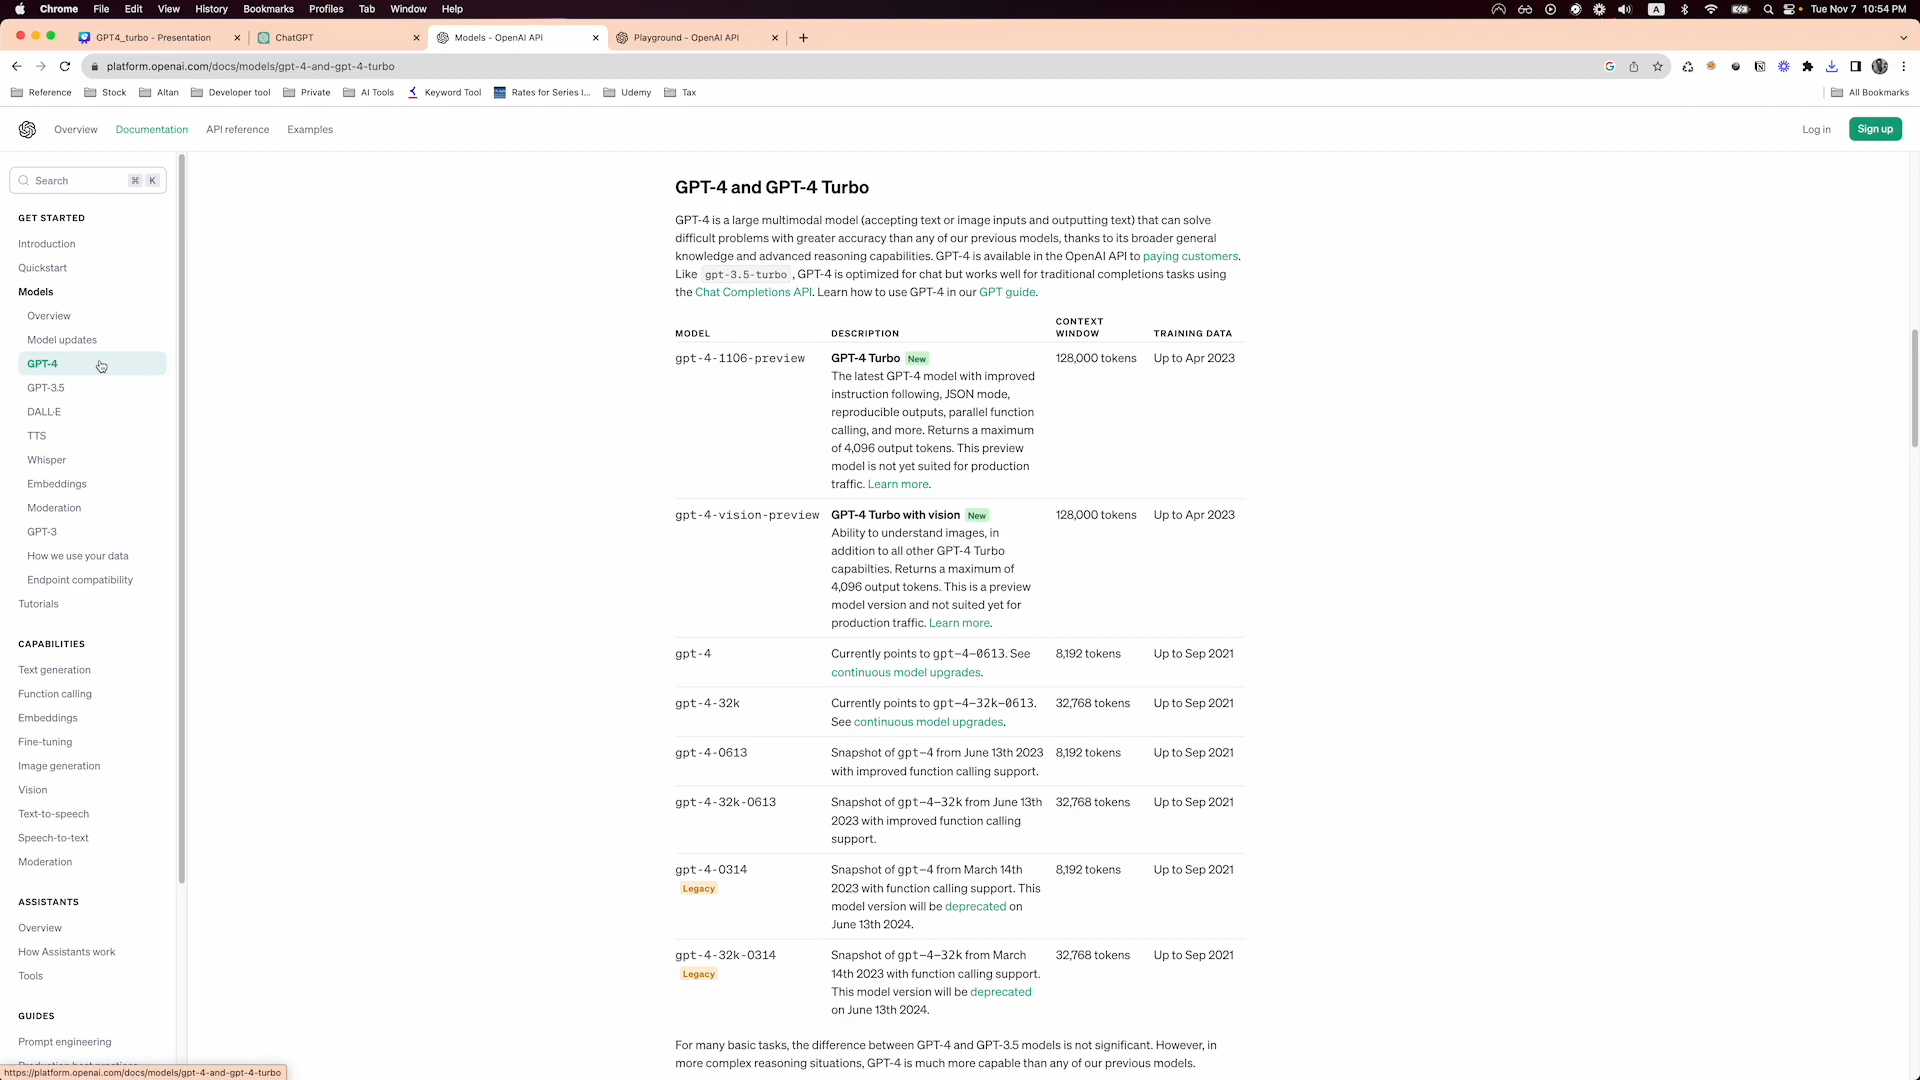 Chrome File Edit View History Bookmarks Profiles Tab Window Help
A Tue Nov 7 10:54 PM
GPT4_turbo - Presentation
ChatGPT
Models - OpenAI API
Playground - OpenAI API
platform.openai.com/docs/models/gpt-4-and-gpt-4-turbo
Reference Stock Altan Developer tool Private AI Tools Keyword Tool Rates for Series I... Udemy Tax All Bookmarks
Overview Documentation API reference Examples Log in Sign up
Search ⌘ K
GET STARTED
Introduction
Quickstart
Models
Overview
Model updates
GPT-4
GPT-3.5
DALL·E
TTS
Whisper
Embeddings
Moderation
GPT-3
How we use your data
Endpoint compatibility
Tutorials
CAPABILITIES
Text generation
Function calling
Embeddings
Fine-tuning
Image generation
Vision
Text-to-speech
Speech-to-text
Moderation
ASSISTANTS
Overview
How Assistants work
Tools
GUIDES
Prompt engineering
https://platform.openai.com/docs/models/gpt-4-and-gpt-4-turbo
GPT-4 and GPT-4 Turbo
GPT-4 is a large multimodal model (accepting text or image inputs and outputting text) that can solve
difficult problems with greater accuracy than any of our previous models, thanks to its broader general
knowledge and advanced reasoning capabilities. GPT-4 is available in the OpenAI API to paying customers.
Like gpt-3.5-turbo , GPT-4 is optimized for chat but works well for traditional completions tasks using
the Chat Completions API. Learn how to use GPT-4 in our GPT guide.
MODEL DESCRIPTION CONTEXT WINDOW TRAINING DATA
gpt-4-1106-preview GPT-4 Turbo New 128,000 tokens Up to Apr 2023
The latest GPT-4 model with improved
instruction following, JSON mode,
reproducible outputs, parallel function
calling, and more. Returns a maximum
of 4,096 output tokens. This preview
model is not yet suited for production
traffic. Learn more.
gpt-4-vision-preview GPT-4 Turbo with vision New 128,000 tokens Up to Apr 2023
Ability to understand images, in
addition to all other GPT-4 Turbo
capabilties. Returns a maximum of
4,096 output tokens. This is a preview
model version and not suited yet for
production traffic. Learn more.
gpt-4 Currently points to gpt-4-0613. See 8,192 tokens Up to Sep 2021
continuous model upgrades.
gpt-4-32k Currently points to gpt-4-32k-0613. 32,768 tokens Up to Sep 2021
See continuous model upgrades.
gpt-4-0613 Snapshot of gpt-4 from June 13th 2023 8,192 tokens Up to Sep 2021
with improved function calling support.
gpt-4-32k-0613 Snapshot of gpt-4-32k from June 13th 32,768 tokens Up to Sep 2021
2023 with improved function calling
support.
gpt-4-0314 Snapshot of gpt-4 from March 14th 8,192 tokens Up to Sep 2021
Legacy 2023 with function calling support. This
model version will be deprecated on
June 13th 2024.
gpt-4-32k-0314 Snapshot of gpt-4-32k from March 32,768 tokens Up to Sep 2021
Legacy 14th 2023 with function calling support.
This model version will be deprecated
on June 13th 2024.
For many basic tasks, the difference between GPT-4 and GPT-3.5 models is not significant. However, in
more complex reasoning situations, GPT-4 is much more capable than any of our previous models.